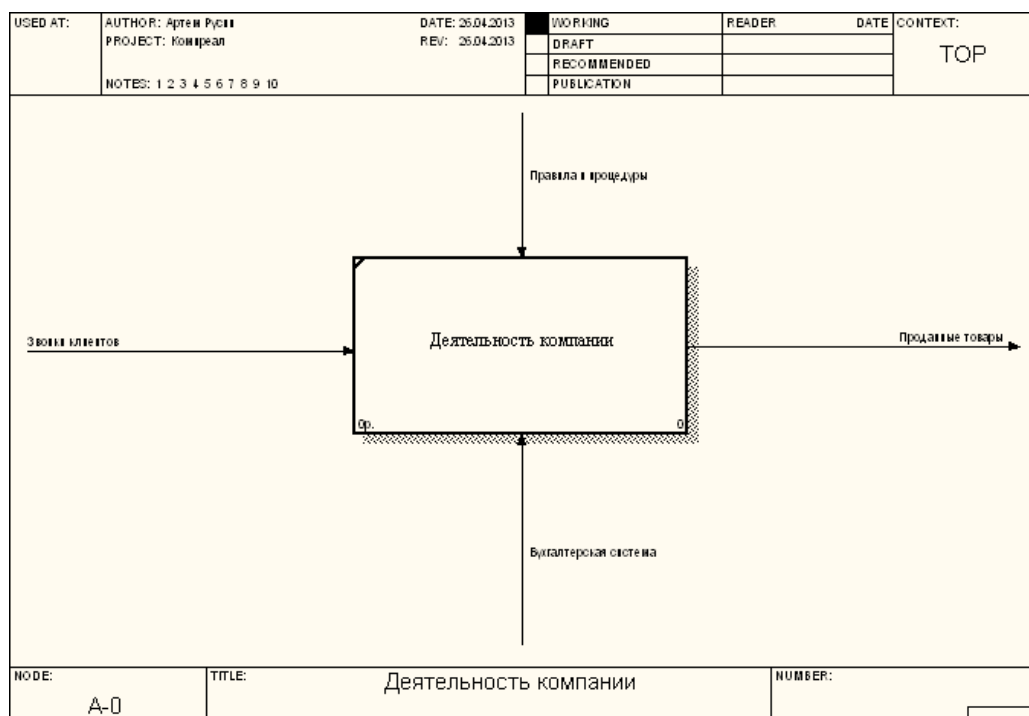 USED AT:
AUTHOR: Артем Русин
DATE: 26.04.2013
PROJECT: Компреал
REV: 26.04.2013
NOTES: 1 2 3 4 5 6 7 8 9 10
WORKING
DRAFT
RECOMMENDED
PUBLICATION
READER DATE
CONTEXT:
TOP
Правила и процедуры
Звонки клиентов
Деятельность компании
Проданные товары
0р. 0
Бухгалтерская система
NODE:
A-0
TITLE:
Деятельность компании
NUMBER: